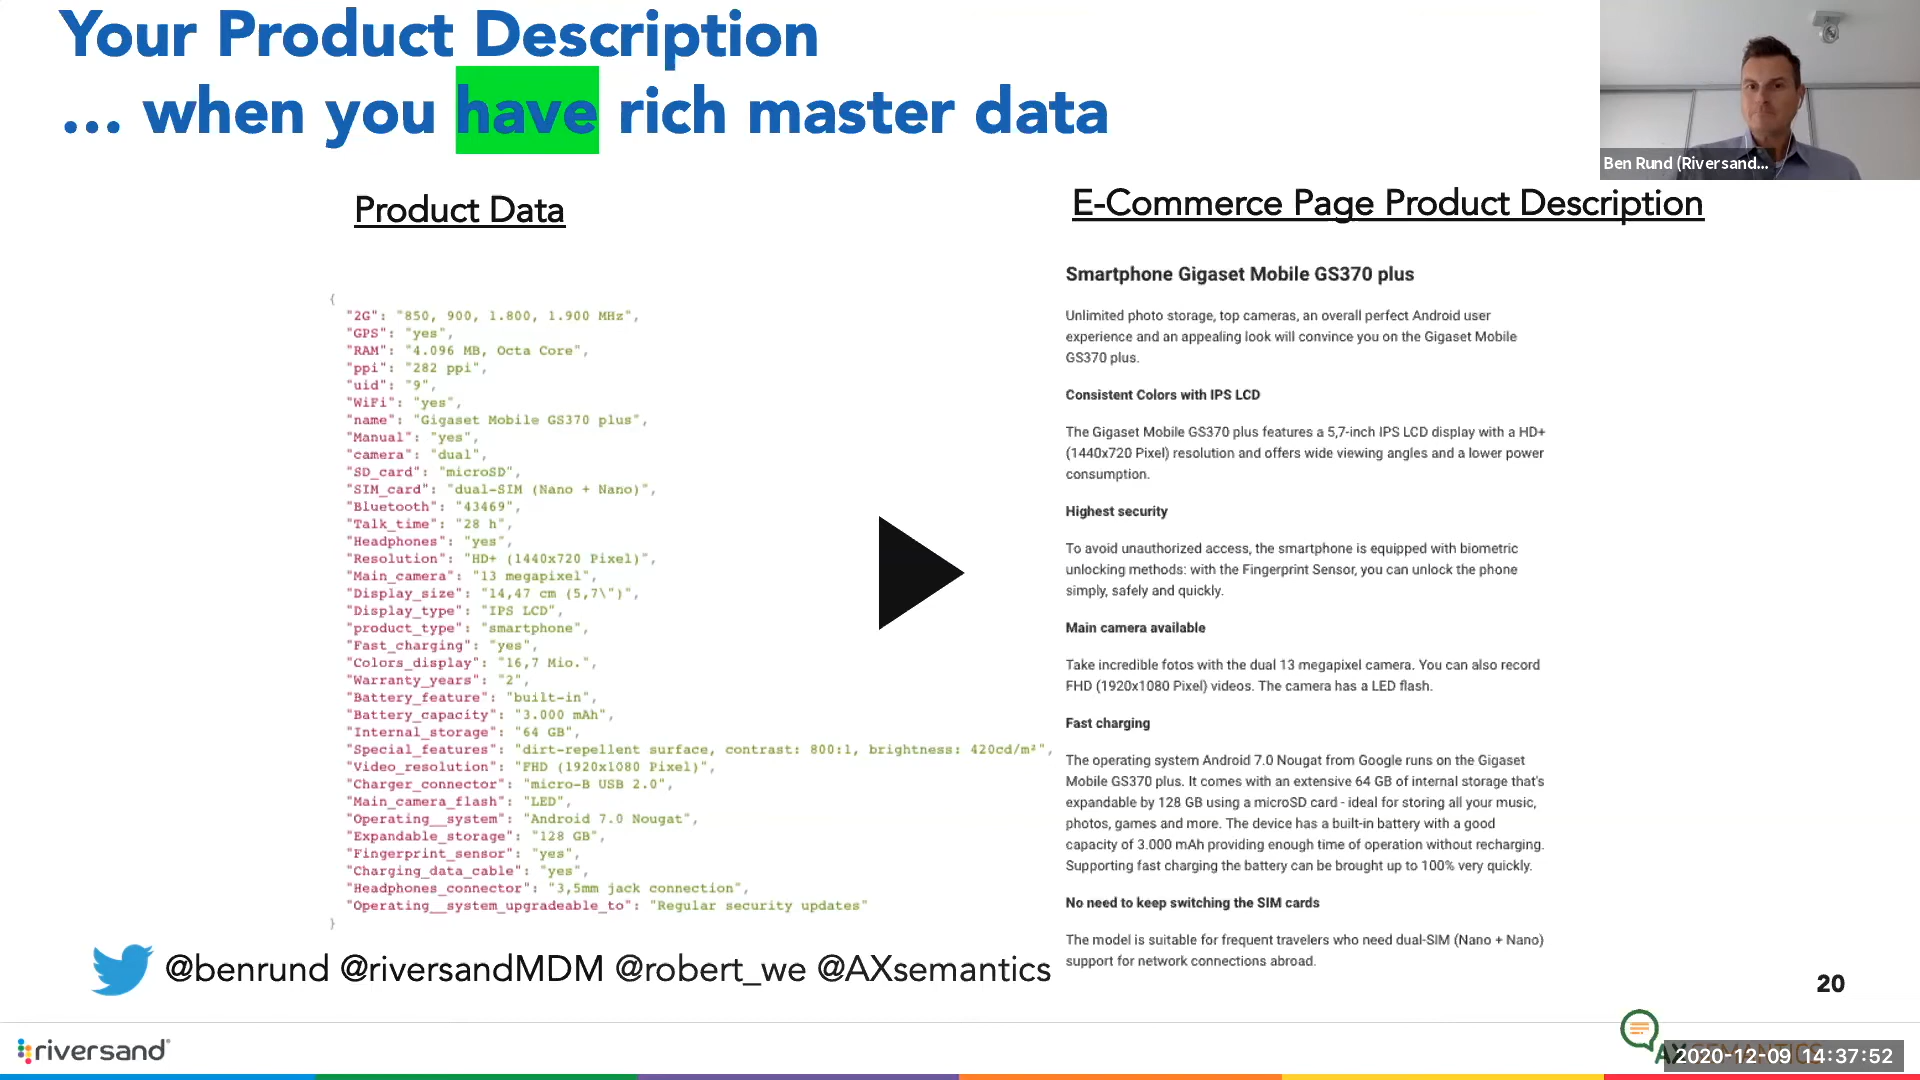 Your Product Description
... when you have rich master data
Ben Rund (Riversand...
Product Data
{
"2G": "850, 900, 1.800, 1.900 MHz",
"GPS": "yes",
"RAM": "4.096 MB, Octa Core",
"ppi": "282 ppi",
"uid": "9",
"WiFi": "yes",
"name": "Gigaset Mobile GS370 plus",
"Manual": "yes",
"camera": "dual",
"SD_card": "microSD",
"SIM_card": "dual-SIM (Nano + Nano)",
"Bluetooth": "43469",
"Talk_time": "28 h",
"Headphones": "yes",
"Resolution": "HD+ (1440x720 Pixel)",
"Main_camera": "13 megapixel",
"Display_size": "14,47 cm (5,7\")",
"Display_type": "IPS LCD",
"product_type": "smartphone",
"Fast_charging": "yes",
"Colors_display": "16,7 Mio.",
"Warranty_years": "2",
"Battery_feature": "built-in",
"Battery_capacity": "3.000 mAh",
"Internal_storage": "64 GB",
"Special_features": "dirt-repellent surface, contrast: 800:1, brightness: 420cd/m²",
"Video_resolution": "FHD (1920x1080 Pixel)",
"Charger_connector": "micro-B USB 2.0",
"Main_camera_flash": "LED",
"Operating__system": "Android 7.0 Nougat",
"Expandable_storage": "128 GB",
"Fingerprint_sensor": "yes",
"Charging_data_cable": "yes",
"Headphones_connector": "3,5mm jack connection",
"Operating__system_upgradeable_to": "Regular security updates"
}
E-Commerce Page Product Description
Smartphone Gigaset Mobile GS370 plus
Unlimited photo storage, top cameras, an overall perfect Android user
experience and an appealing look will convince you on the Gigaset Mobile
GS370 plus.
Consistent Colors with IPS LCD
The Gigaset Mobile GS370 plus features a 5,7-inch IPS LCD display with a HD+
(1440x720 Pixel) resolution and offers wide viewing angles and a lower power
consumption.
Highest security
To avoid unauthorized access, the smartphone is equipped with biometric
unlocking methods: with the Fingerprint Sensor, you can unlock the phone
simply, safely and quickly.
Main camera available
Take incredible fotos with the dual 13 megapixel camera. You can also record
FHD (1920x1080 Pixel) videos. The camera has a LED flash.
Fast charging
The operating system Android 7.0 Nougat from Google runs on the Gigaset
Mobile GS370 plus. It comes with an extensive 64 GB of internal storage that's
expandable by 128 GB using a microSD card - ideal for storing all your music,
photos, games and more. The device has a built-in battery with a good
capacity of 3.000 mAh providing enough time of operation without recharging.
Supporting fast charging the battery can be brought up to 100% very quickly.
No need to keep switching the SIM cards
The model is suitable for frequent travelers who need dual-SIM (Nano + Nano)
support for network connections abroad.
@benrund @riversandMDM @robert_we @AXsemantics
20
riversand
AX SEMANTICS
2020-12-09 14:37:52